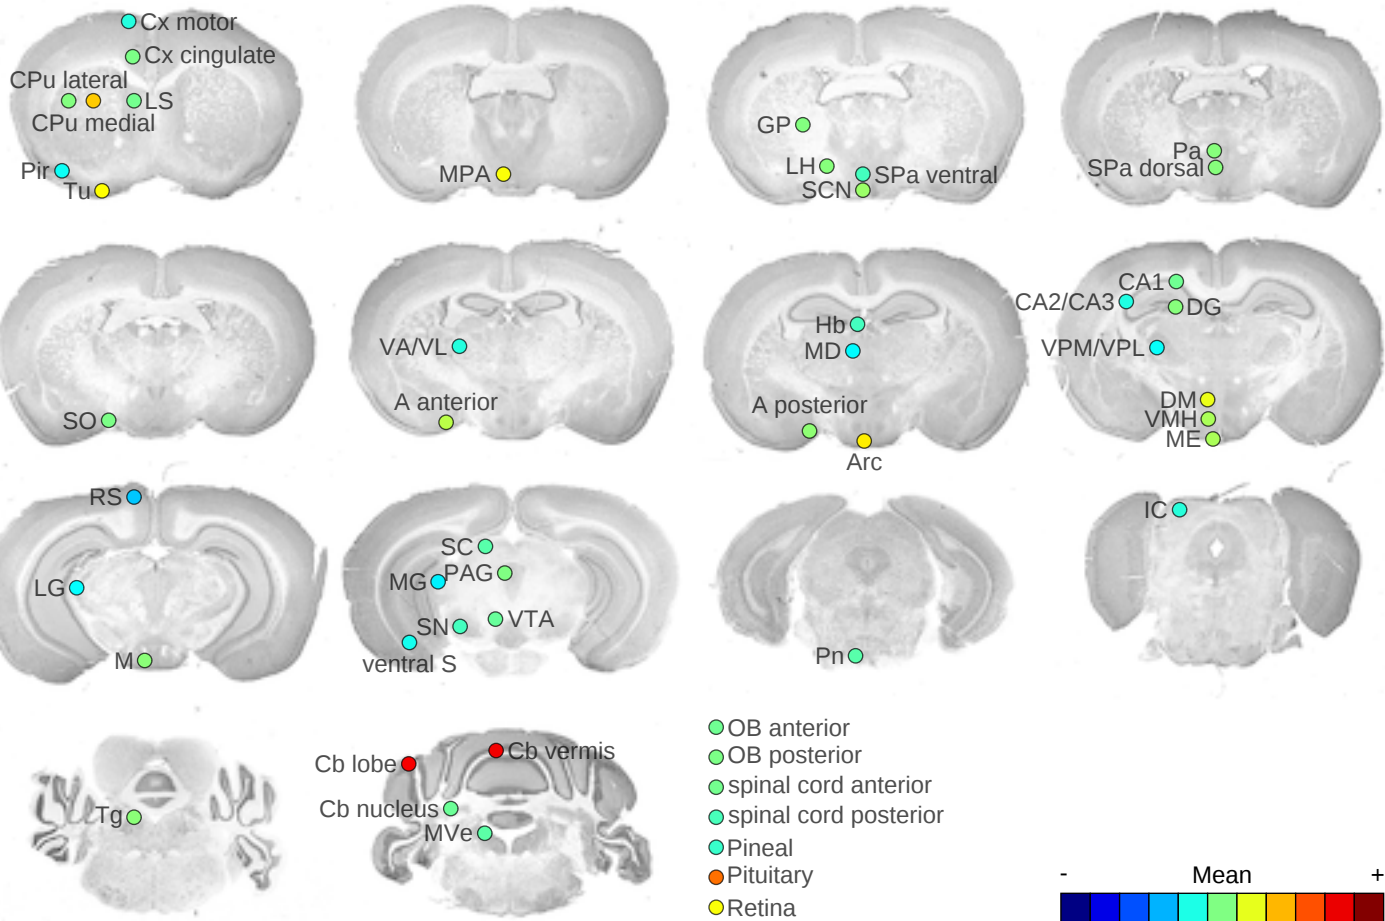 Cx motor
Cx cingulate
CPu lateral
LS
CPu medial
Pir
Tu
MPA
GP
LH
SPa ventral
SCN
Pa
SPa dorsal
SO
VA/VL
A anterior
Hb
MD
A posterior
Arc
CA1
CA2/CA3
DG
VPM/VPL
DM
VMH
ME
RS
LG
M
SC
MG
PAG
SN
VTA
ventral S
Pn
IC
Tg
Cb lobe
Cb vermis
Cb nucleus
MVe
OB anterior
OB posterior
spinal cord anterior
spinal cord posterior
Pineal
Pituitary
Retina
- Mean +